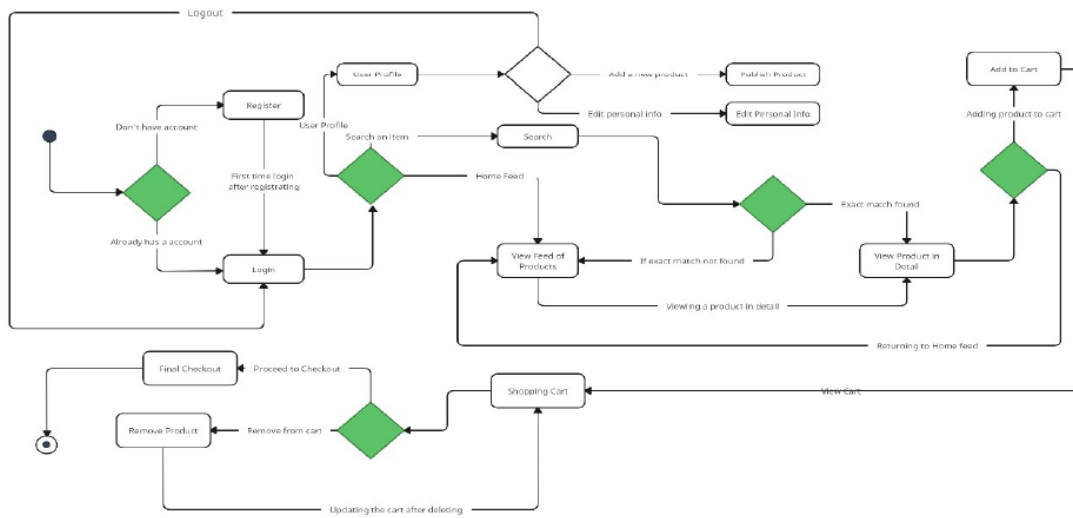 Logout
User Profile
Add a new product
Publish Product
Add to Cart
Register
Don't have account
User Profile
Edit personal info
Edit Personal Info
Adding product to cart
Search an item
Search
First time login
after registrating
Home Feed
Exact match found
Already has a account
Login
View Feed of
Products
If exact match not found
View Product in
Detail
Viewing a product in detail
Returning to Home feed
Final Checkout
Proceed to Checkout
Shopping Cart
View Cart
Remove Product
Remove from cart
Updating the cart after deleting